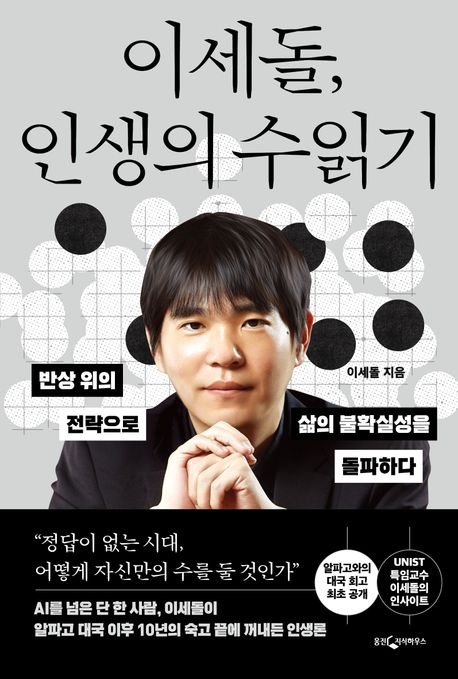 이세돌,
인생의 수읽기
이세돌 지음
반상 위의
전략으로
삶의 불확실성을
돌파하다
“정답이 없는 시대,
어떻게 자신만의 수를 둘 것인가”
AI를 넘은 단 한 사람, 이세돌이
알파고 대국 이후 10년의 숙고 끝에 꺼내든 인생론
알파고와의
대국 회고
최초 공개
UNIST
특임교수
이세돌의
인사이트
웅진지식하우스